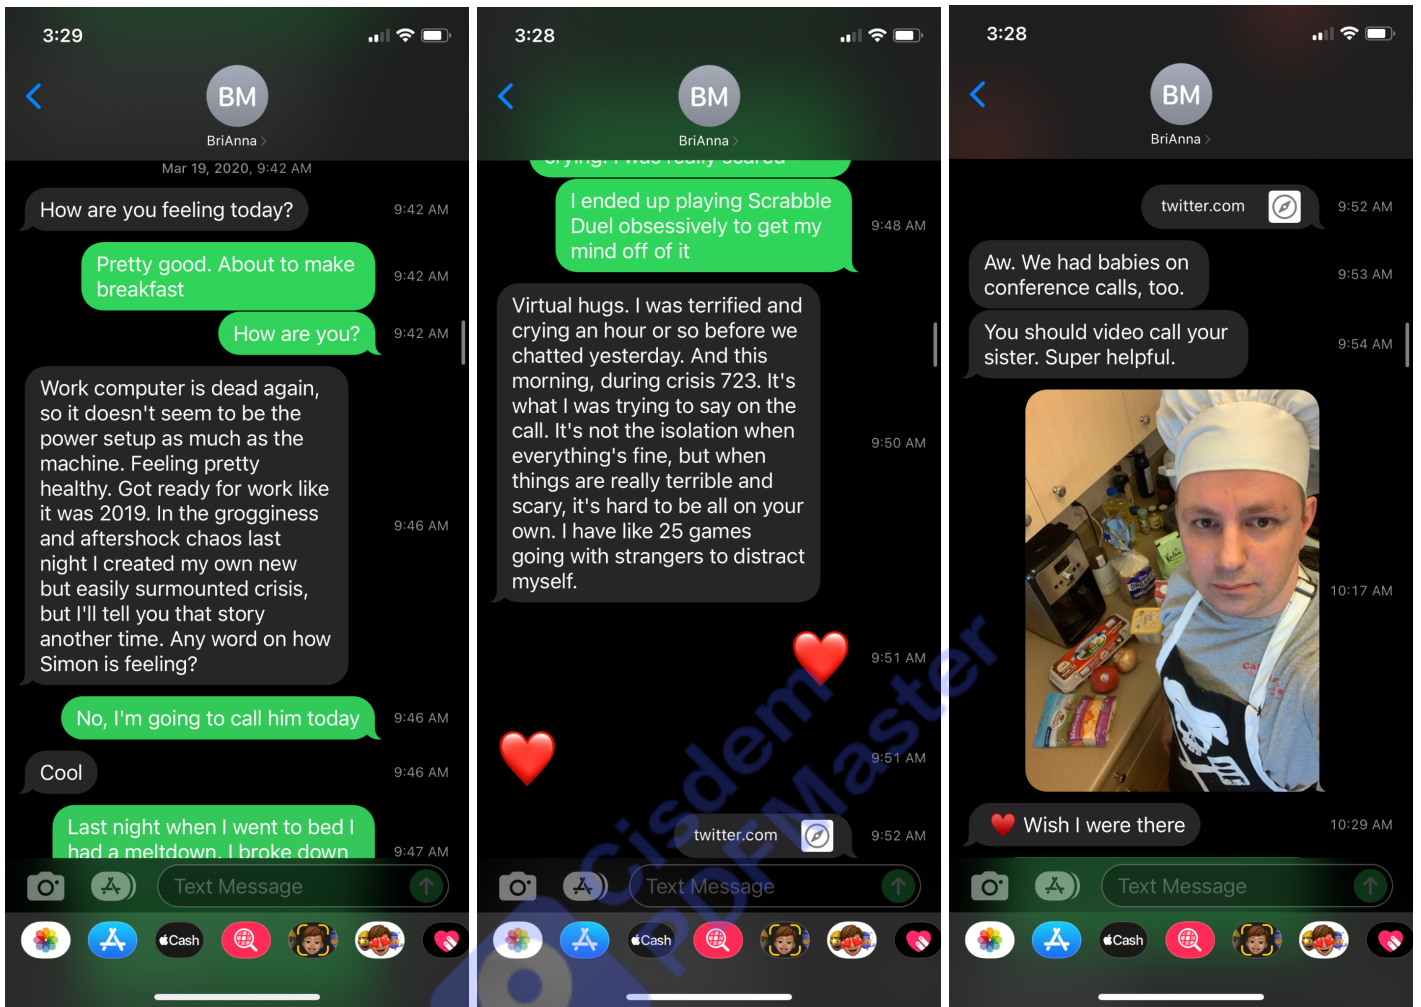 3:29
BM
BriAnna
Mar 19, 2020, 9:42 AM
How are you feeling today?
9:42 AM
Pretty good. About to make
breakfast
9:42 AM
How are you?
9:42 AM
Work computer is dead again,
so it doesn't seem to be the
power setup as much as the
machine. Feeling pretty
healthy. Got ready for work like
it was 2019. In the grogginess
and aftershock chaos last
night I created my own new
but easily surmounted crisis,
but I'll tell you that story
another time. Any word on how
Simon is feeling?
9:46 AM
No, I'm going to call him today
9:46 AM
Cool
9:46 AM
Last night when I went to bed I
had a meltdown. I broke down
9:47 AM
Text Message
Cash
3:28
BM
BriAnna
crying. I was really scared
I ended up playing Scrabble
Duel obsessively to get my
mind off of it
9:48 AM
Virtual hugs. I was terrified and
crying an hour or so before we
chatted yesterday. And this
morning, during crisis 723. It's
what I was trying to say on the
call. It's not the isolation when
everything's fine, but when
things are really terrible and
scary, it's hard to be all on your
own. I have like 25 games
going with strangers to distract
myself.
9:50 AM
9:51 AM
9:51 AM
twitter.com
9:52 AM
Text Message
Cash
Cisdem
PDFMaster
3:28
BM
BriAnna
twitter.com
9:52 AM
Aw. We had babies on
conference calls, too.
9:53 AM
You should video call your
sister. Super helpful.
9:54 AM
10:17 AM
❤️ Wish I were there
10:29 AM
Text Message
Cash